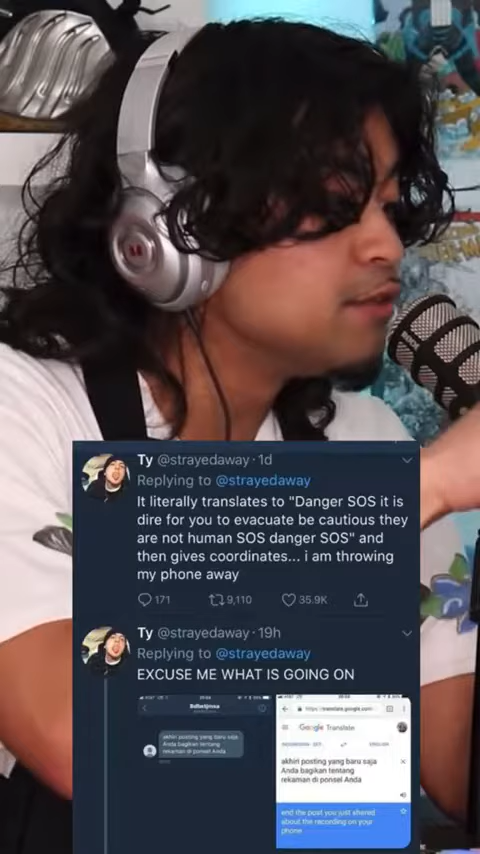 Ty @strayedaway · 1d
Replying to @strayedaway
It literally translates to "Danger SOS it is
dire for you to evacuate be cautious they
are not human SOS danger SOS" and
then gives coordinates... i am throwing
my phone away
171 9,110 35.9K
Ty @strayedaway · 19h
Replying to @strayedaway
EXCUSE ME WHAT IS GOING ON
akhiri posting yang baru saja
Anda bagikan tentang
rekaman di ponsel Anda
Google Translate
akhiri posting yang baru saja
Anda bagikan tentang
rekaman di ponsel Anda
end the post you just shared
about the recording on your
phone